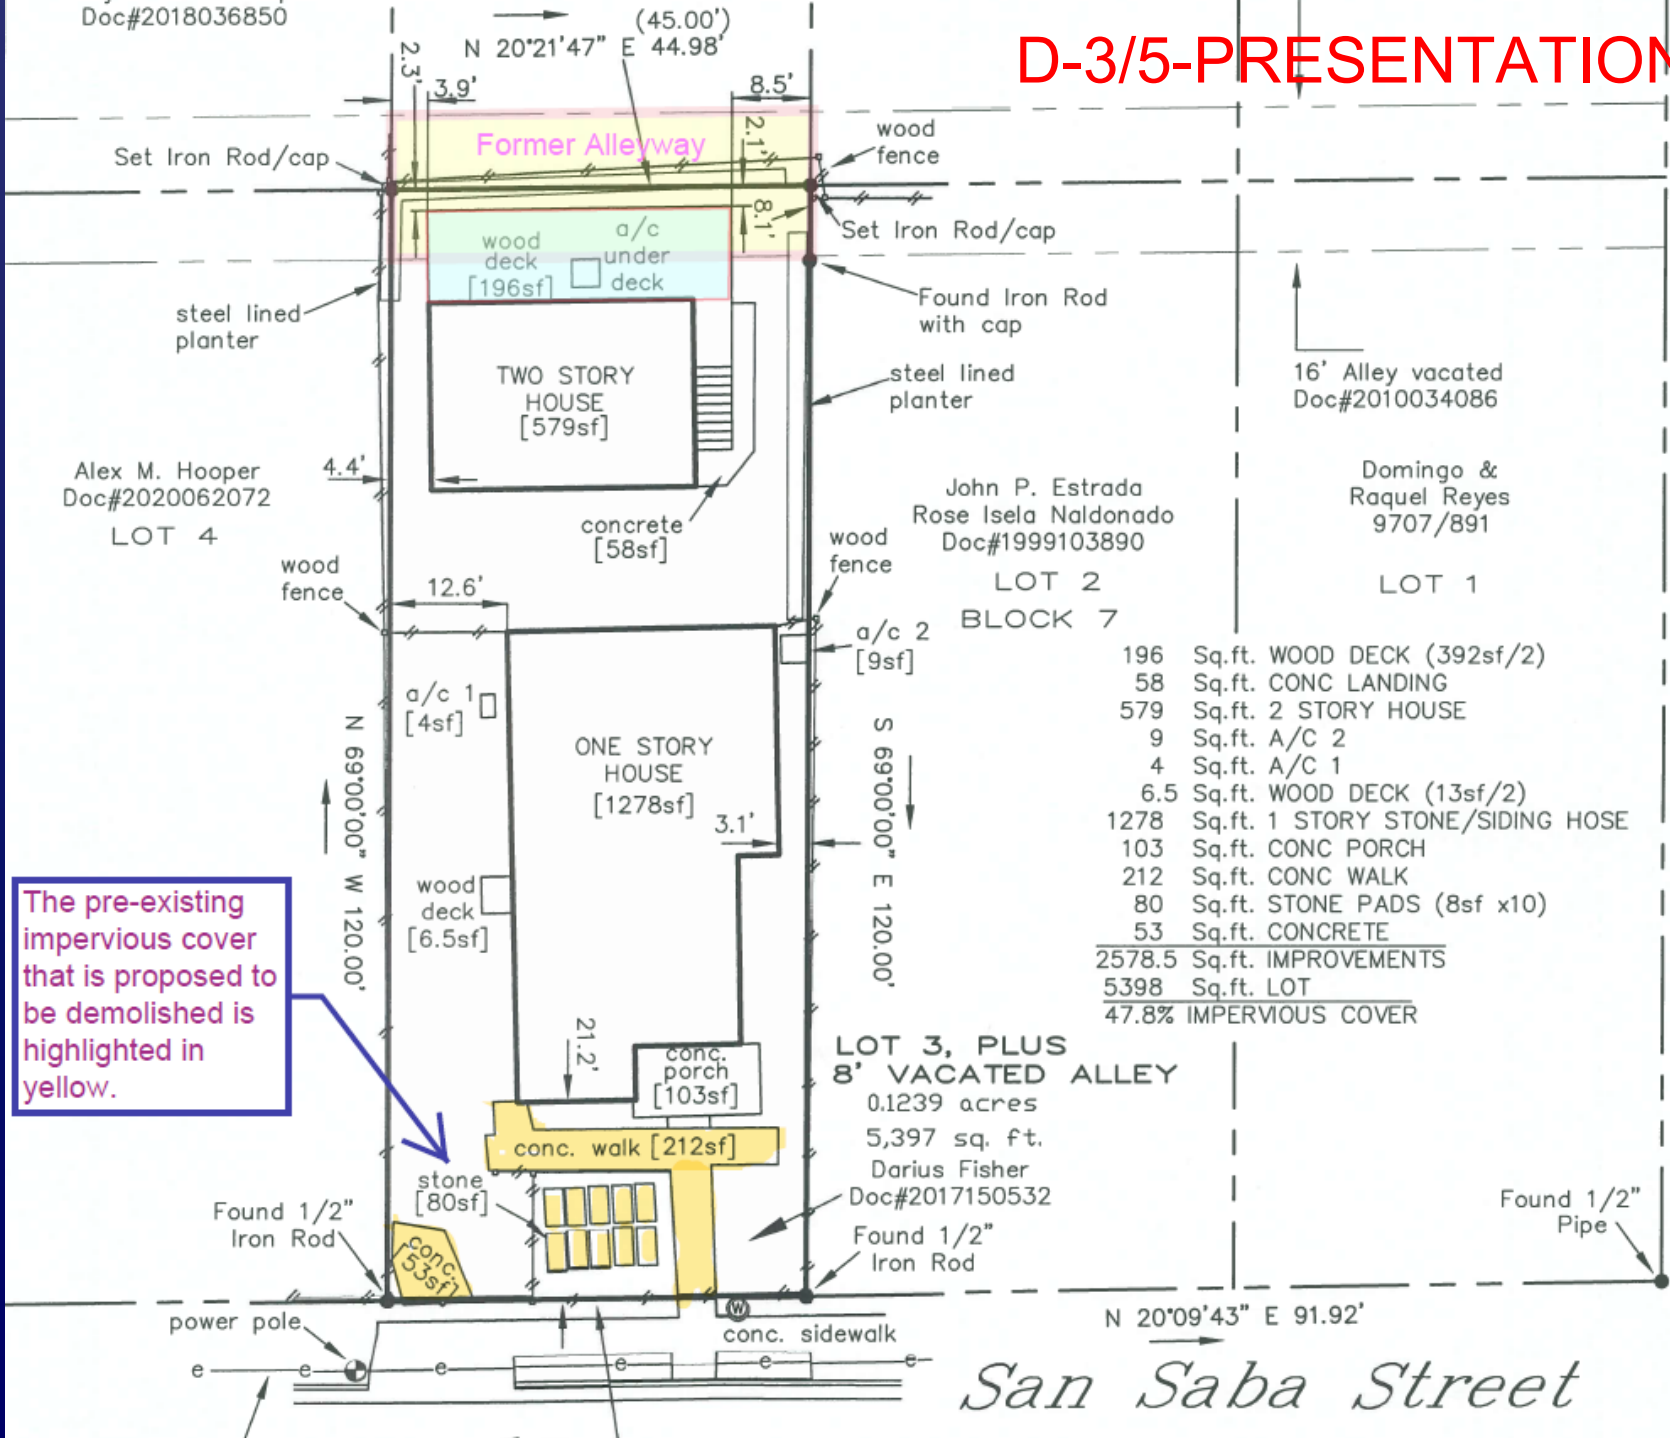 Doc#2018036850
(45.00')
N 20°21'47" E 44.98'
D-3/5-PRESENTATION
2.3'
3.9'
8.5'
2.1'
Former Alleyway
wood
fence
Set Iron Rod/cap
8.1'
Set Iron Rod/cap
wood
deck
[196sf]
a/c
under
deck
steel lined
planter
Found Iron Rod
with cap
TWO STORY
HOUSE
[579sf]
steel lined
planter
16' Alley vacated
Doc#2010034086
Alex M. Hooper
Doc#2020062072
LOT 4
4.4'
concrete
[58sf]
John P. Estrada
Rose Isela Naldonado
Doc#1999103890
LOT 2
BLOCK 7
Domingo &
Raquel Reyes
9707/891
LOT 1
wood
fence
12.6'
wood
fence
a/c 2
[9sf]
a/c 1
[4sf]
N 69°00'00" W 120.00'
ONE STORY
HOUSE
[1278sf]
3.1'
S 69°00'00" E 120.00'
196 Sq.ft. WOOD DECK (392sf/2)
58 Sq.ft. CONC LANDING
579 Sq.ft. 2 STORY HOUSE
9 Sq.ft. A/C 2
4 Sq.ft. A/C 1
6.5 Sq.ft. WOOD DECK (13sf/2)
1278 Sq.ft. 1 STORY STONE/SIDING HOSE
103 Sq.ft. CONC PORCH
212 Sq.ft. CONC WALK
80 Sq.ft. STONE PADS (8sf x10)
53 Sq.ft. CONCRETE
2578.5 Sq.ft. IMPROVEMENTS
5398 Sq.ft. LOT
47.8% IMPERVIOUS COVER
The pre-existing
impervious cover
that is proposed to
be demolished is
highlighted in
yellow.
wood
deck
[6.5sf]
21.2'
conc.
porch
[103sf]
LOT 3, PLUS
8' VACATED ALLEY
0.1239 acres
5,397 sq. ft.
Darius Fisher
Doc#2017150532
conc. walk [212sf]
stone
[80sf]
Found 1/2"
Iron Rod
conc.
[53sf]
Found 1/2"
Iron Rod
Found 1/2"
Pipe
power pole
W
conc. sidewalk
N 20°09'43" E 91.92'
e e e e e e
San Saba Street